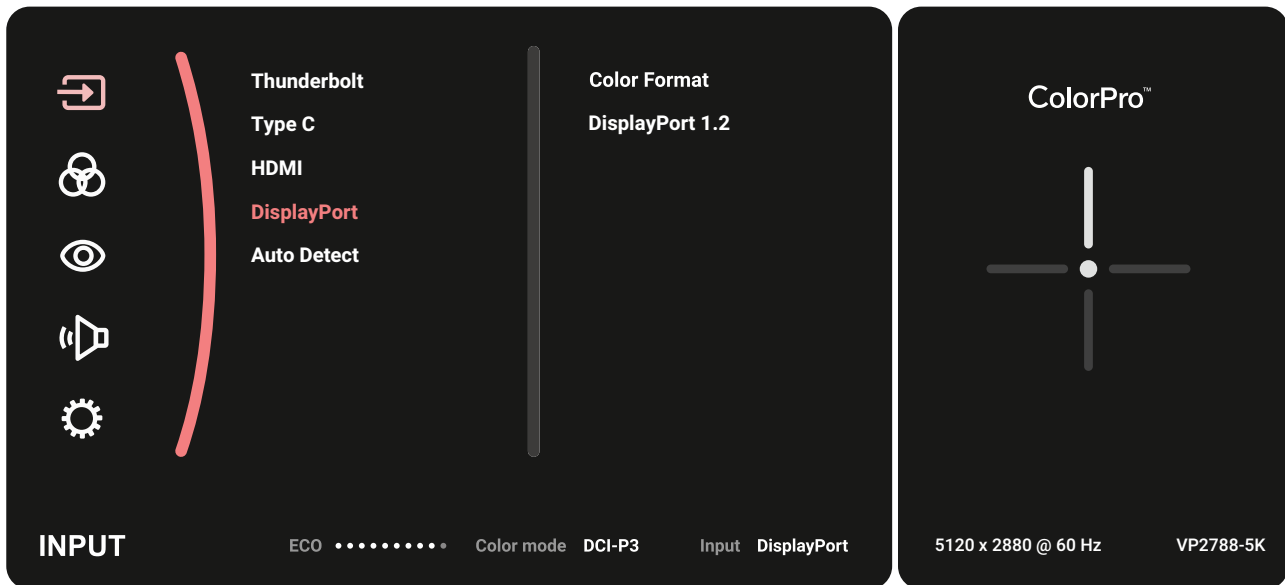 Thunderbolt
Type C
HDMI
DisplayPort
Auto Detect
Color Format
DisplayPort 1.2
INPUT
ECO
Color mode DCI-P3
Input DisplayPort
ColorPro™
5120 x 2880 @ 60 Hz
VP2788-5K